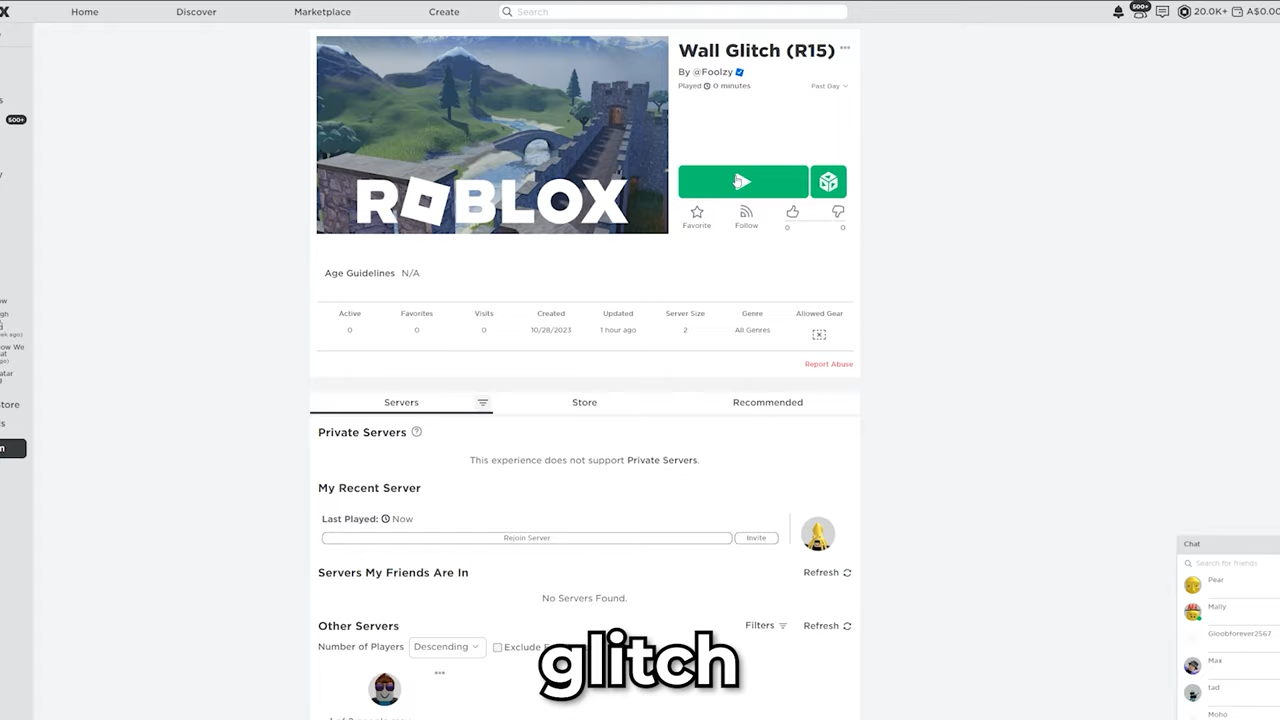 X
Home
Discover
Marketplace
Create
Search
500+
20.0K+
A$0.00
Wall Glitch (R15)
By @Foolzy
Played 0 minutes
Past Day
ROBLOX
Favorite
Follow
0
0
500+
Age Guidelines N/A
Active
Favorites
Visits
Created
Updated
Server Size
Genre
Allowed Gear
0
0
0
10/28/2023
1 hour ago
2
All Genres
Report Abuse
Servers
Store
Recommended
Private Servers
This experience does not support Private Servers.
My Recent Server
Last Played: Now
Rejoin Server
Invite
Servers My Friends Are In
Refresh
No Servers Found.
Other Servers
Filters
Refresh
Number of Players
Descending
Exclude
glitch
Chat
Search for friends
Pear
Mally
Gloobforever2567
Max
tad
Moho